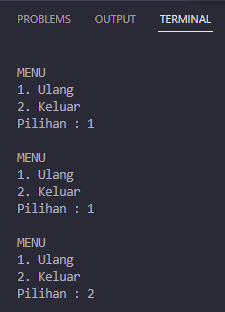 PROBLEMS OUTPUT TERMINAL
MENU
1. Ulang
2. Keluar
Pilihan : 1
MENU
1. Ulang
2. Keluar
Pilihan : 1
MENU
1. Ulang
2. Keluar
Pilihan : 2